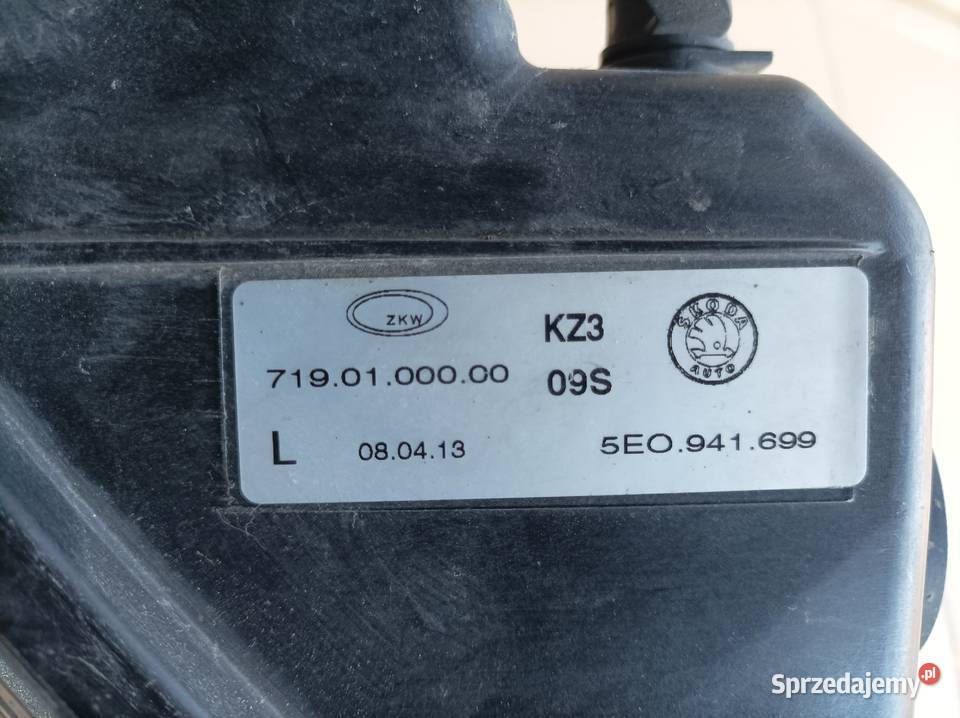 ZKW
KZ3
SKODA
AUTO
719.01.000.00
09S
L
08.04.13
5E0.941.699
Sprzedajemy.pl